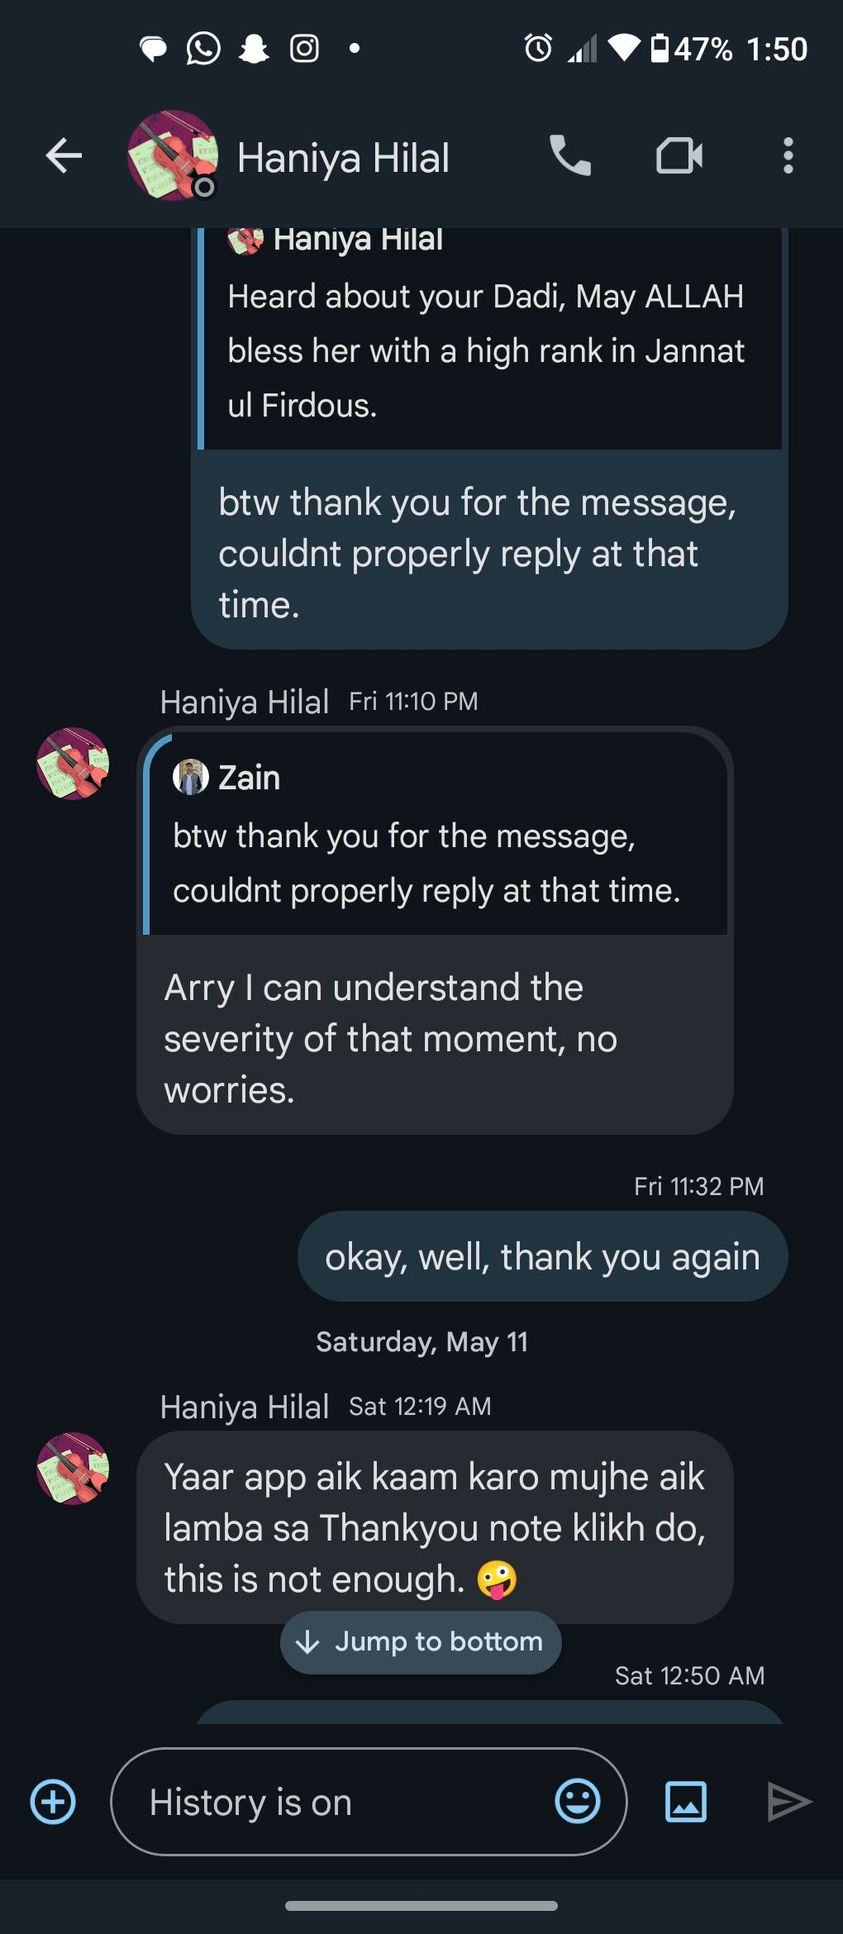 47% 1:50
Haniya Hilal
Haniya Hilal
Heard about your Dadi, May ALLAH
bless her with a high rank in Jannat
ul Firdous.
btw thank you for the message,
couldnt properly reply at that
time.
Haniya Hilal Fri 11:10 PM
Zain
btw thank you for the message,
couldnt properly reply at that time.
Arry I can understand the
severity of that moment, no
worries.
Fri 11:32 PM
okay, well, thank you again
Saturday, May 11
Haniya Hilal Sat 12:19 AM
Yaar app aik kaam karo mujhe aik
lamba sa Thankyou note klikh do,
this is not enough. 🤪
Jump to bottom
Sat 12:50 AM
History is on